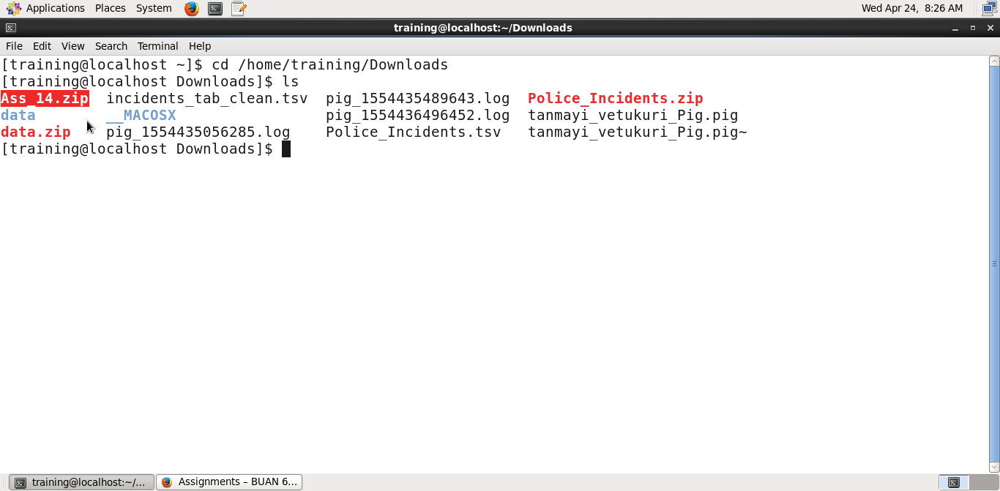 Applications Places System Wed Apr 24, 8:26 AM
training@localhost:~/Downloads
File Edit View Search Terminal Help
[training@localhost ~]$ cd /home/training/Downloads
[training@localhost Downloads]$ ls
Ass_14.zip incidents_tab_clean.tsv pig_1554435489643.log Police_Incidents.zip
data __MACOSX pig_1554436496452.log tanmayi_vetukuri_Pig.pig
data.zip pig_1554435056285.log Police_Incidents.tsv tanmayi_vetukuri_Pig.pig~
[training@localhost Downloads]$
training@localhost:~/... Assignments – BUAN 6...